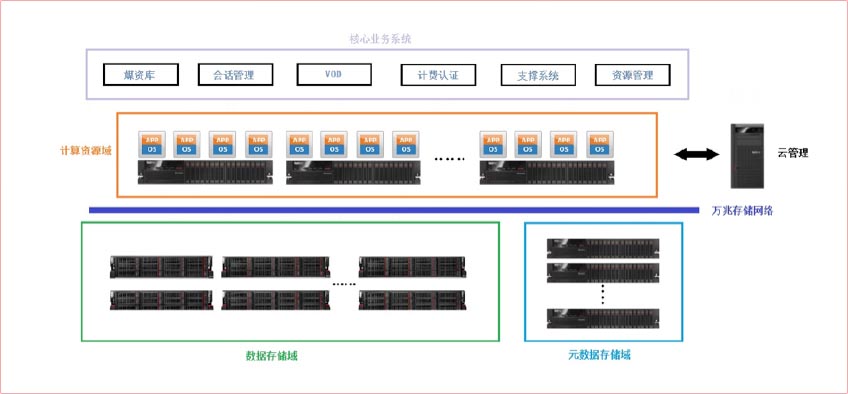 核心业务系统
媒资库 会话管理 VOD 计费认证 支撑系统 资源管理
APP APP APP APP APP APP APP APP APP APP APP APP
OS OS OS OS OS OS OS OS OS OS OS OS
计算资源域
云管理
万兆存储网络
数据存储域
元数据存储域